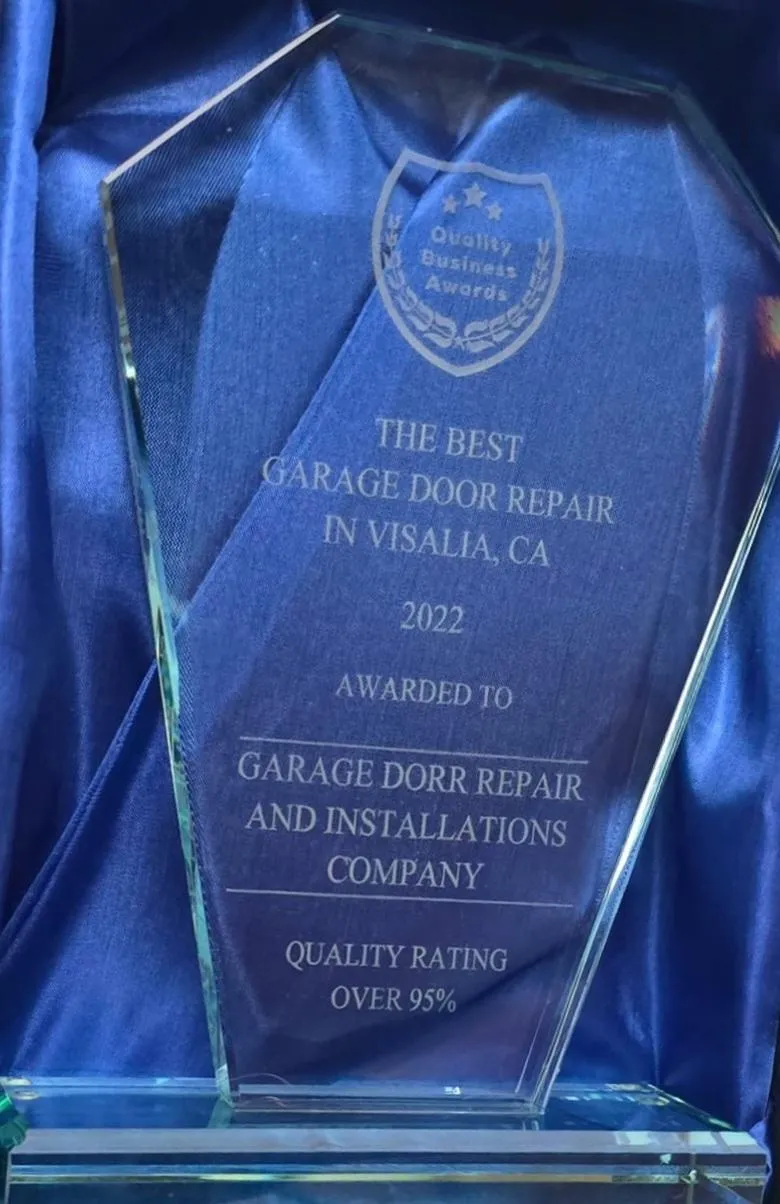 Quality
Business
Awards
THE BEST
GARAGE DOOR REPAIR
IN VISALIA, CA
2022
AWARDED TO
GARAGE DORR REPAIR
AND INSTALLATIONS
COMPANY
QUALITY RATING
OVER 95%